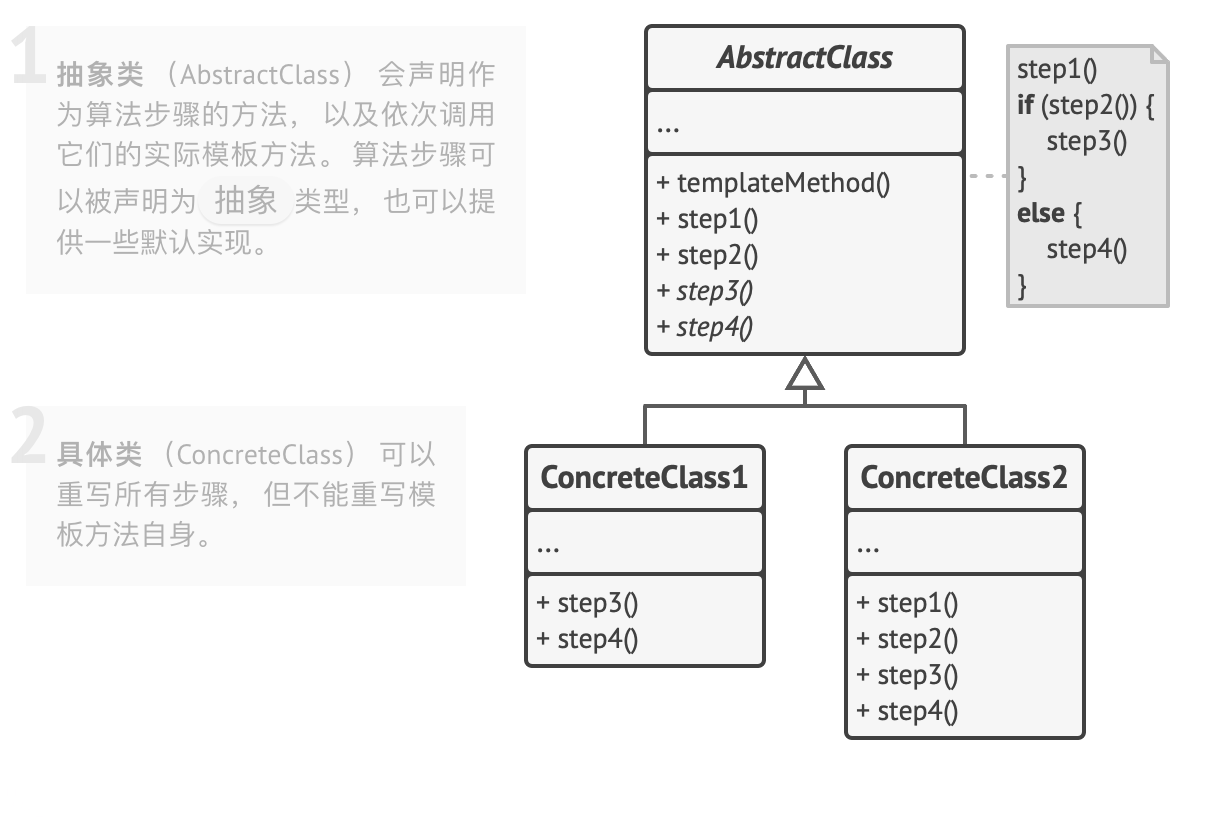 1
抽象类 （AbstractClass） 会声明作
为算法步骤的方法， 以及依次调用
它们的实际模板方法。 算法步骤可
以被声明为 抽象 类型， 也可以提
供一些默认实现。
AbstractClass
...
+ templateMethod()
+ step1()
+ step2()
+ step3()
+ step4()
step1()
if (step2()) {
step3()
}
else {
step4()
}
2
具体类 （ConcreteClass） 可以
重写所有步骤， 但不能重写模
板方法自身。
ConcreteClass1
...
+ step3()
+ step4()
ConcreteClass2
...
+ step1()
+ step2()
+ step3()
+ step4()